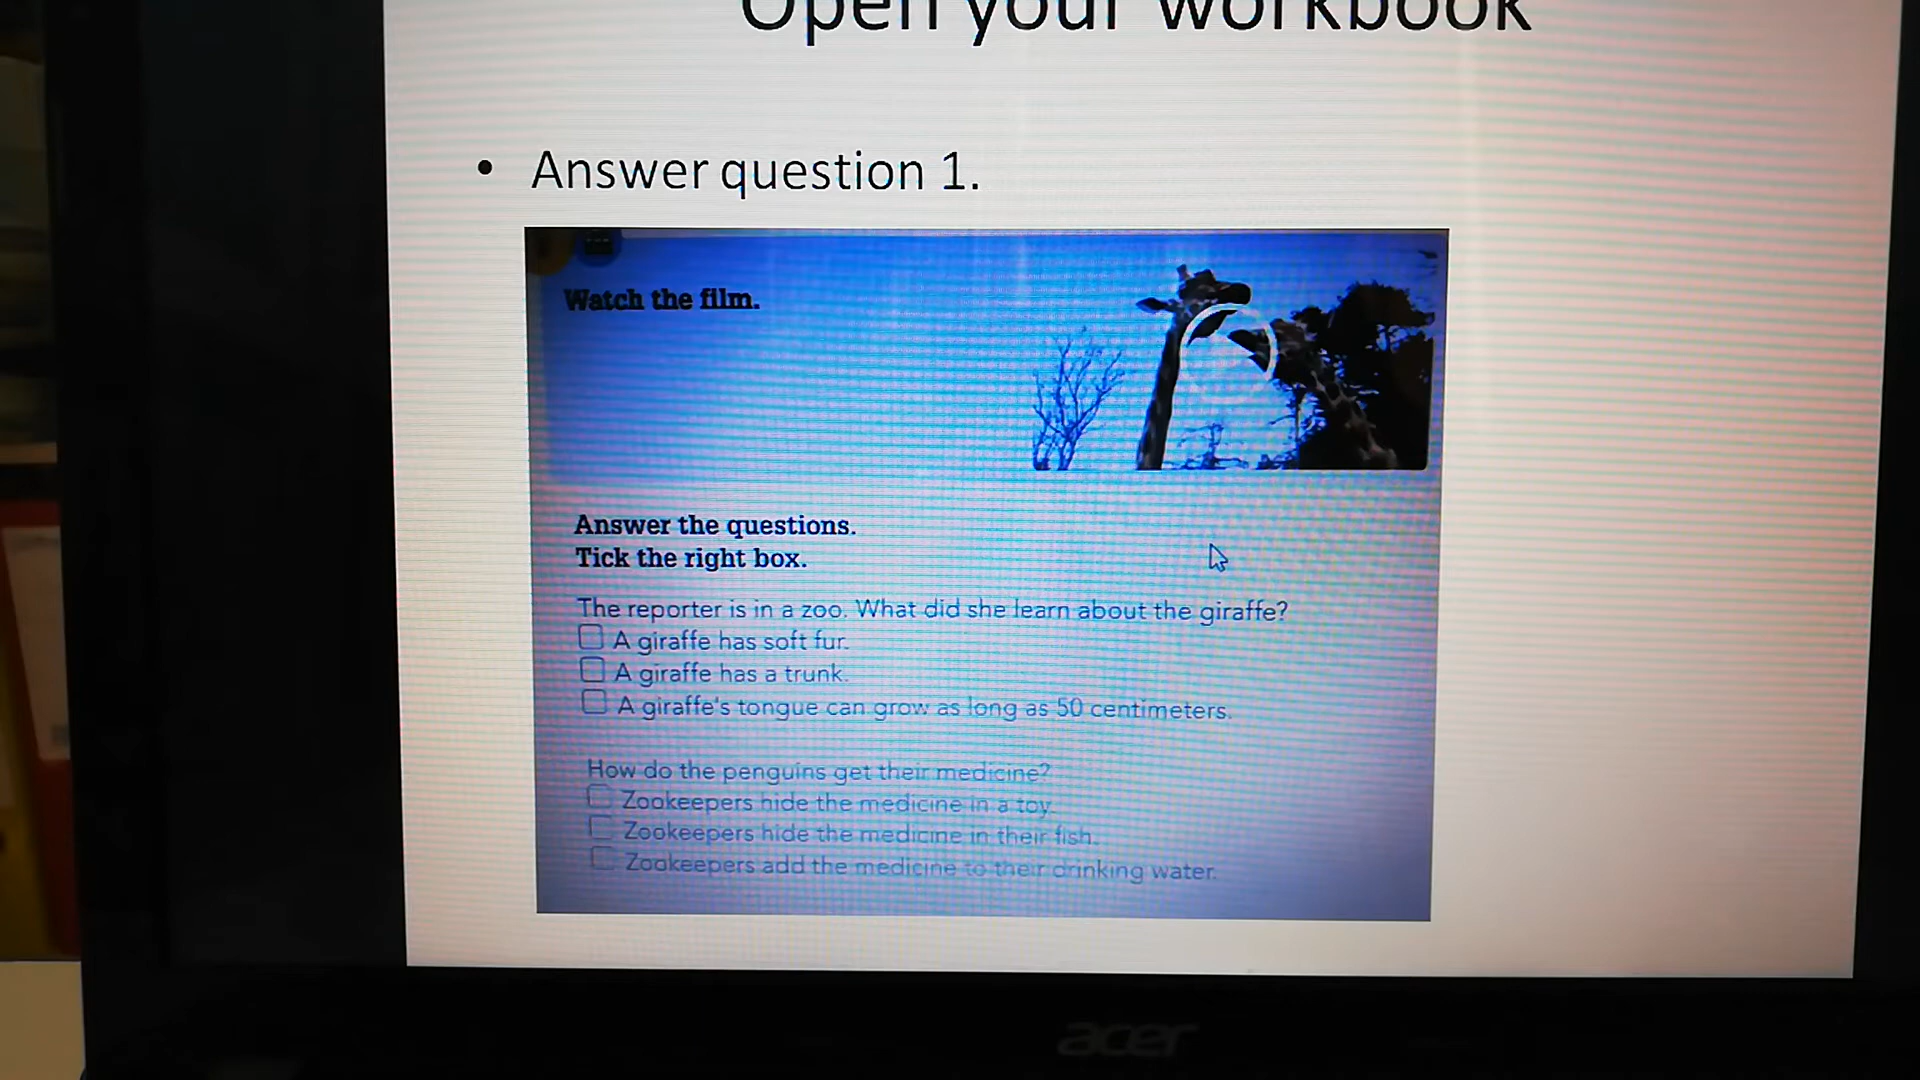 Open your workbook
• Answer question 1.
Watch the film.
Answer the questions.
Tick the right box.
The reporter is in a zoo. What did she learn about the giraffe?
A giraffe has soft fur.
A giraffe has a trunk.
A giraffe's tongue can grow as long as 50 centimeters.
How do the penguins get their medicine?
Zookeepers hide the medicine in a toy.
Zookeepers hide the medicine in their fish.
Zookeepers add the medicine to their drinking water.
acer